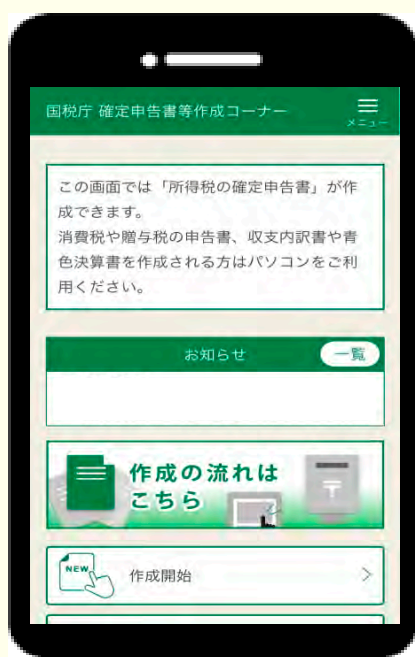 国税庁 確定申告書等作成コーナー
メニュー
この画面では「所得税の確定申告書」が作
成できます。
消費税や贈与税の申告書、収支内訳書や青
色決算書を作成される方はパソコンをご利
用ください。
お知らせ 一覧
作成の流れは
こちら
NEW 作成開始